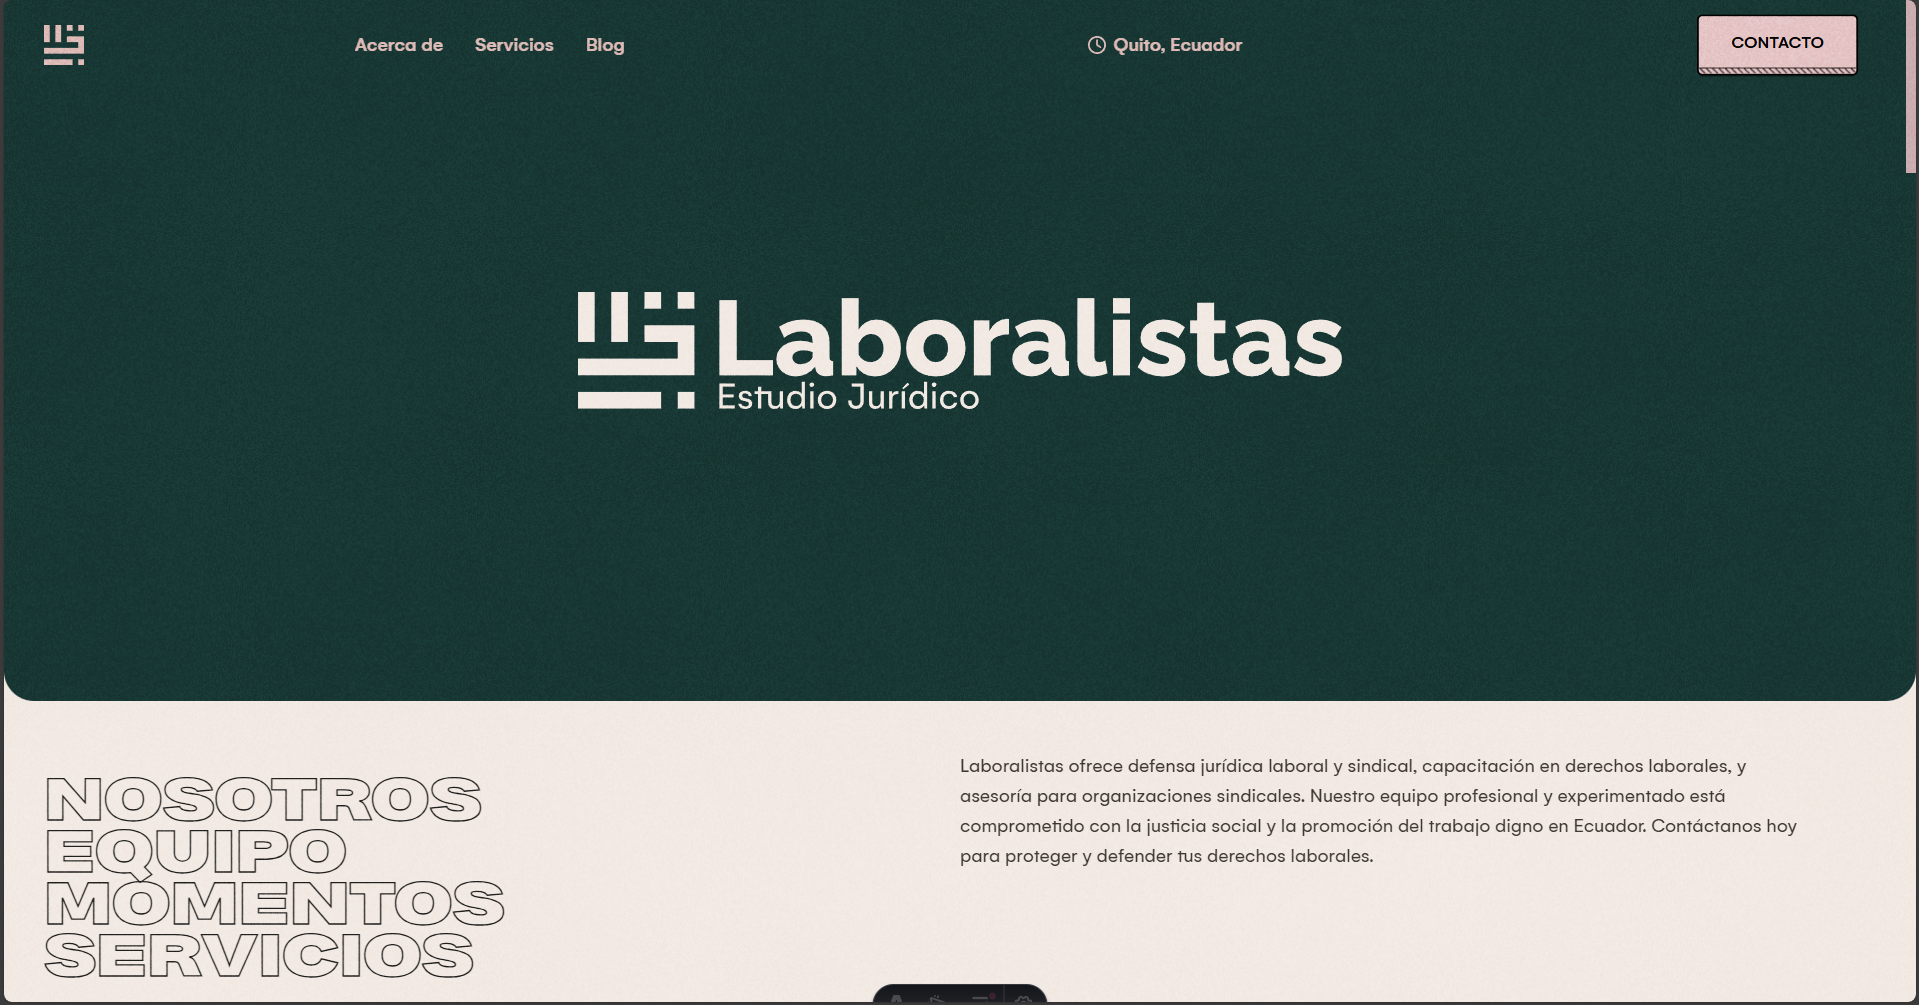 Acerca de
Servicios
Blog
Quito, Ecuador
CONTACTO
Laboralistas
Estudio Jurídico
NOSOTROS
EQUIPO
MOMENTOS
SERVICIOS
Laboralistas ofrece defensa jurídica laboral y sindical, capacitación en derechos laborales, y
asesoría para organizaciones sindicales. Nuestro equipo profesional y experimentado está
comprometido con la justicia social y la promoción del trabajo digno en Ecuador. Contáctanos hoy
para proteger y defender tus derechos laborales.